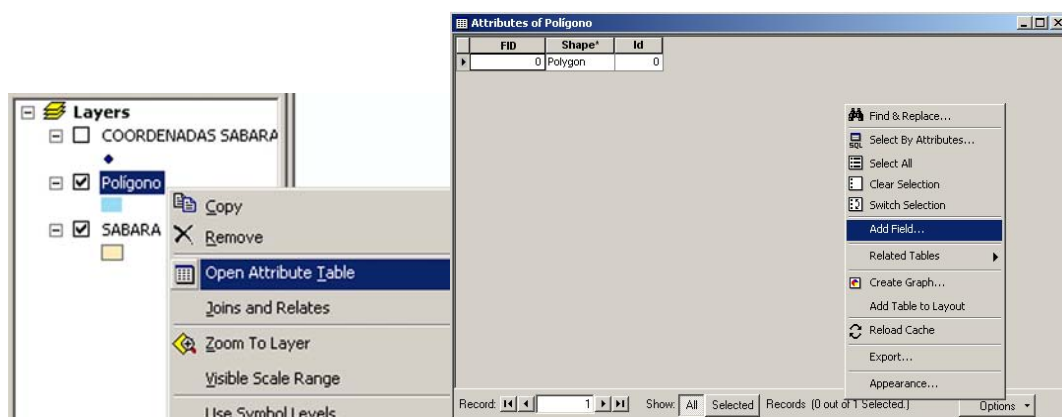 Layers
COORDENADAS SABARA
Polígono
SABARA
Copy
Remove
Open Attribute Table
Joins and Relates
Zoom To Layer
Visible Scale Range
Use Symbol Levels
Attributes of Polígono
FID Shape* Id
0 Polygon 0
Find & Replace...
SQL Select By Attributes...
Select All
Clear Selection
Switch Selection
Add Field...
Related Tables
Create Graph...
Add Table to Layout
Reload Cache
Export...
Appearance...
Record: 1 Show: All Selected Records (0 out of 1 Selected.) Options